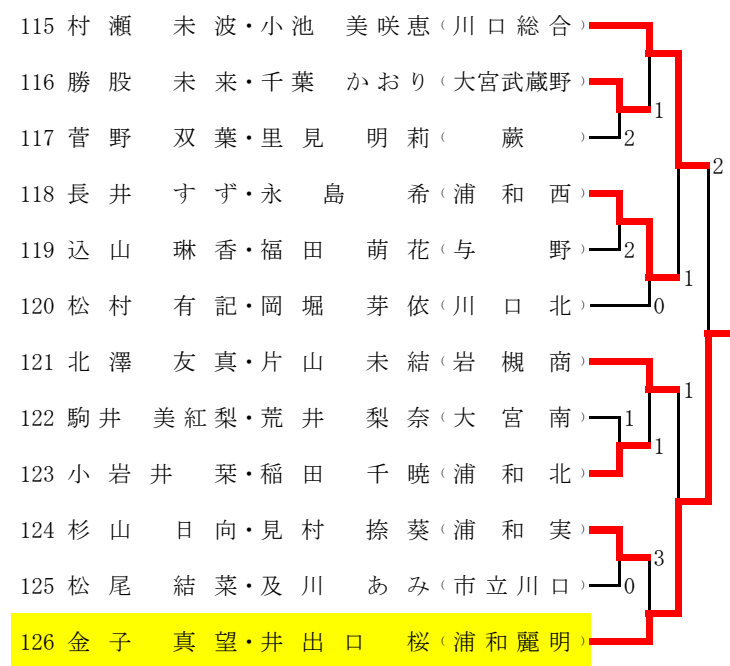 115 村瀬 未波・小池 美咲恵（川口総合）
116 勝股 未来・千葉 かおり（大宮武蔵野）
1
117 菅野 双葉・里見 明莉（蕨）2
2
118 長井 すず・永島 希（浦和西）
119 込山 琳香・福田 萌花（与野）2
1
120 松村 有記・岡堀 芽依（川口北）0
121 北澤 友真・片山 未結（岩槻商）
1
122 駒井 美紅梨・荒井 梨奈（大宮南）1
1
123 小岩井 栞・稲田 千暁（浦和北）
124 杉山 日向・見村 捺葵（浦和実）
3
125 松尾 結菜・及川 あみ（市立川口）0
126 金子 真望・井出口 桜（浦和麗明）